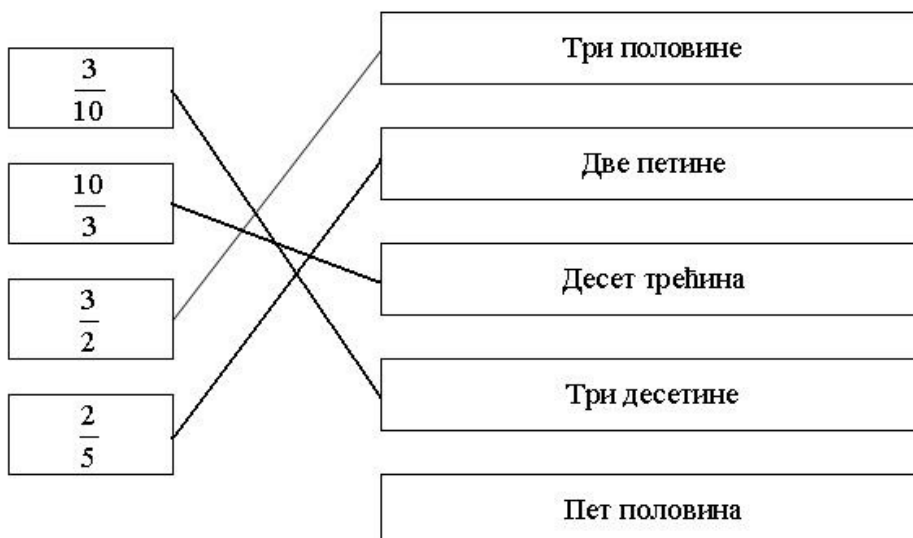 3/10
10/3
3/2
2/5
Три половине
Две петине
Десет трећина
Три десетине
Пет половина